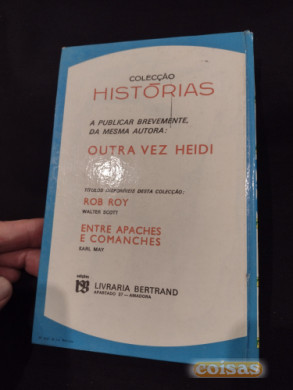 COLECÇÃO
HISTÓRIAS
A PUBLICAR BREVEMENTE,
DA MESMA AUTORA:
OUTRA VEZ HEIDI
TÍTULOS DISPONÍVEIS DESTA COLECÇÃO:
ROB ROY
WALTER SCOTT
ENTRE APACHES
E COMANCHES
KARL MAY
LIVRARIA BERTRAND
APARTADO 37 — AMADORA
coisas